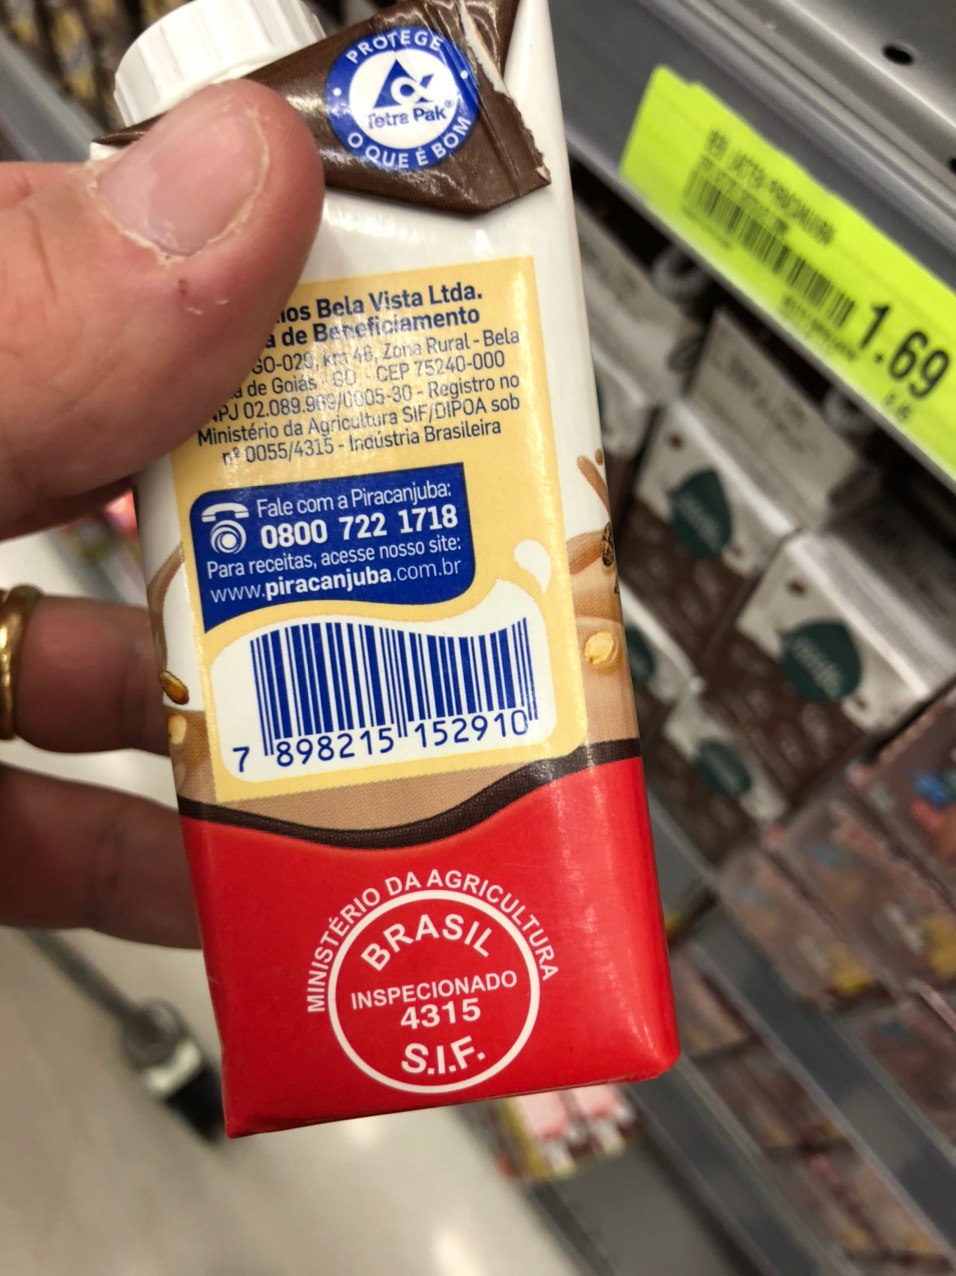 PROTEGE
Tetra Pak®
O QUE É BOM
ios Bela Vista Ltda.
a de Beneficiamento
GO-020, km 46, Zona Rural - Bela
de Goiás - GO - CEP 75240-000
NPJ 02.089.969/0005-30 - Registro no
Ministério da Agricultura SIF/DIPOA sob
nº 0055/4315 - Indústria Brasileira
Fale com a Piracanjuba:
0800 722 1718
Para receitas, acesse nosso site:
www.piracanjuba.com.br
7 898215 152910
MINISTÉRIO DA AGRICULTURA
BRASIL
INSPECIONADO
4315
S.I.F.
1.69